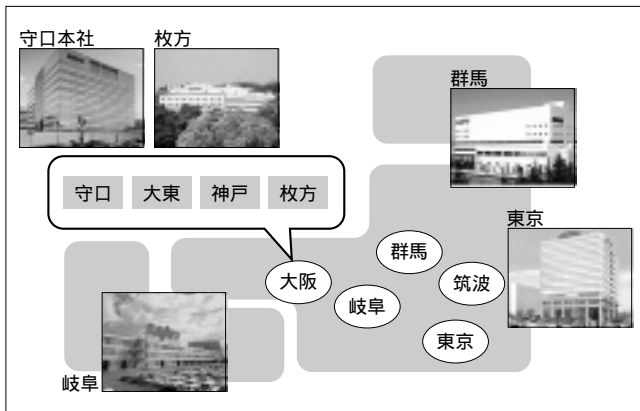 守口本社 枚方
群馬
守口 大東 神戸 枚方
東京
群馬
大阪 筑波
岐阜
東京
岐阜